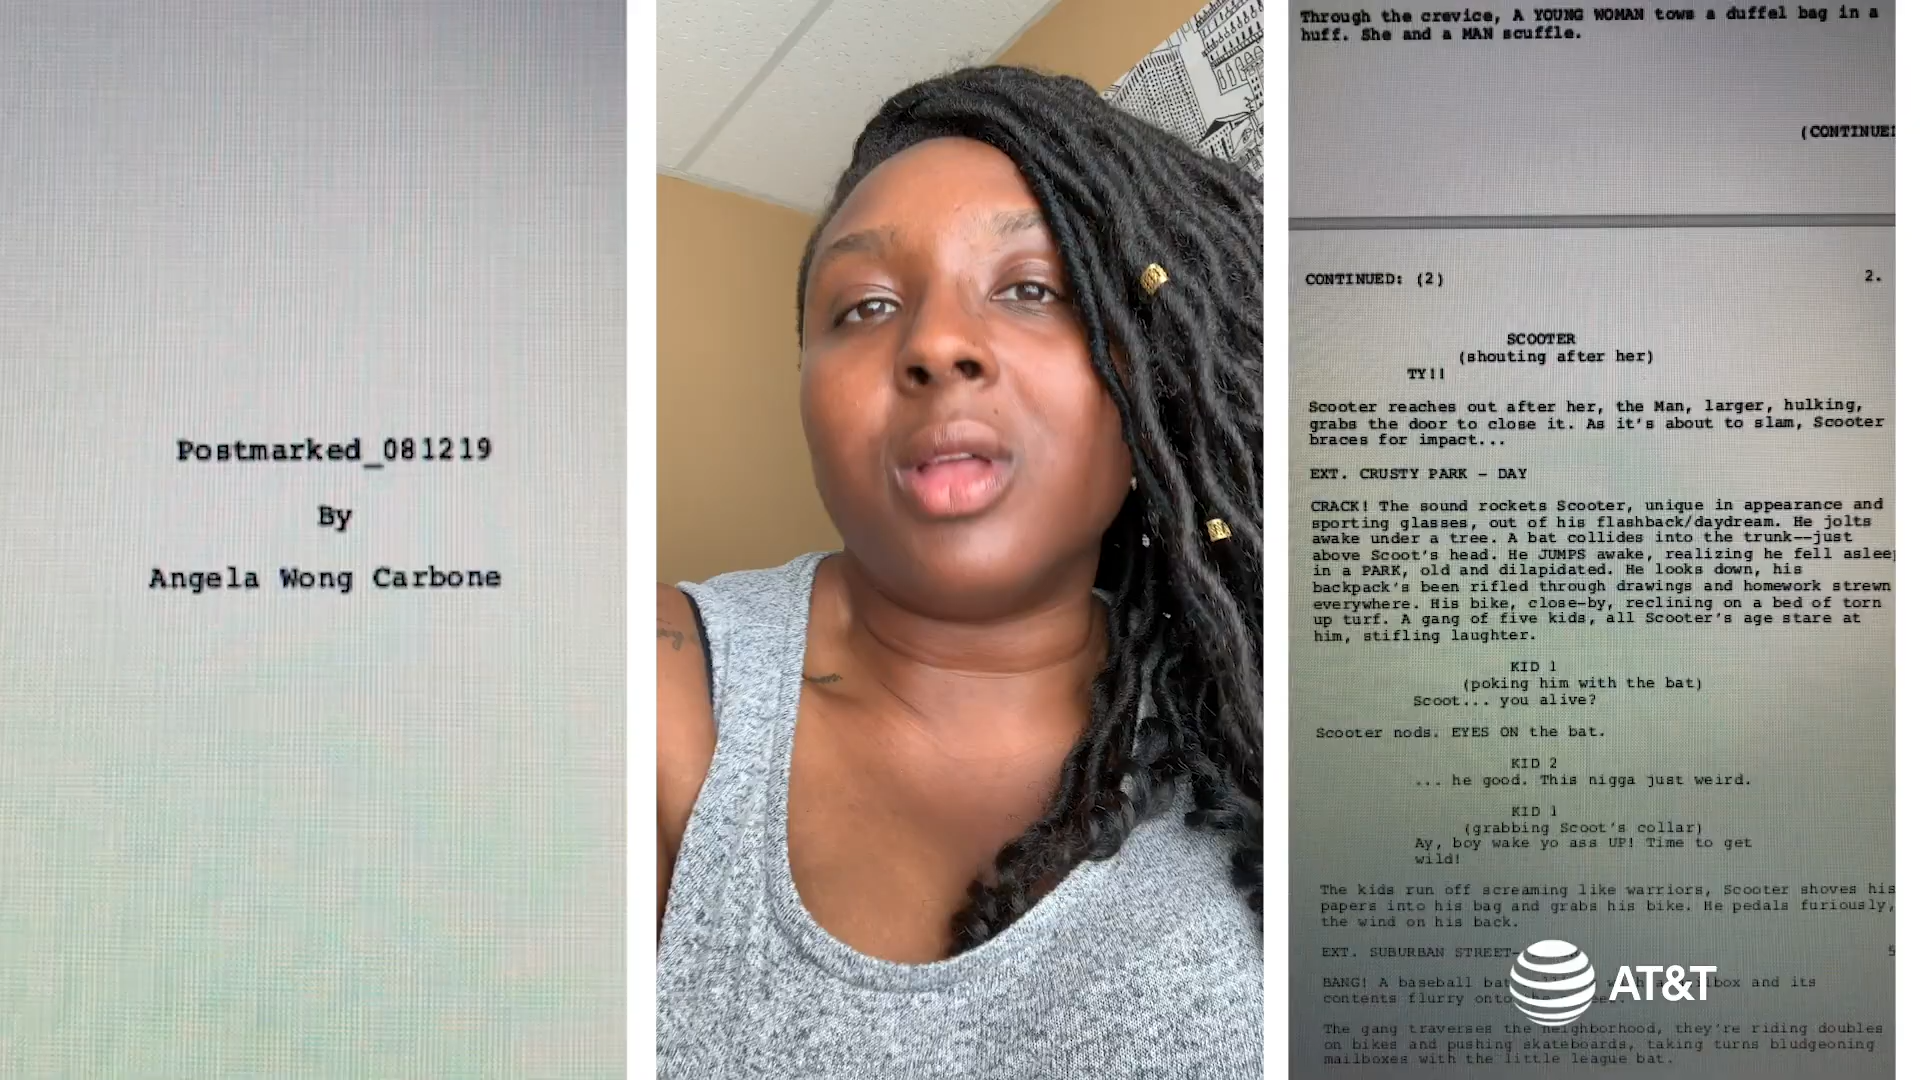 Postmarked_081219
By
Angela Wong Carbone
Through the crevice, A YOUNG WOMAN tows a duffel bag in a
huff. She and a MAN scuffle.
(CONTINUE
CONTINUED: (2) 2.
SCOOTER
(shouting after her)
TY!!
Scooter reaches out after her, the Man, larger, hulking,
grabs the door to close it. As it's about to slam, Scooter
braces for impact...
EXT. CRUSTY PARK - DAY
CRACK! The sound rockets Scooter, unique in appearance and
sporting glasses, out of his flashback/daydream. He jolts
awake under a tree. A bat collides into the trunk--just
above Scoot's head. He JUMPS awake, realizing he fell aslee
in a PARK, old and dilapidated. He looks down, his
backpack's been rifled through drawings and homework strewn
everywhere. His bike, close-by, reclining on a bed of torn
up turf. A gang of five kids, all Scooter's age stare at
him, stifling laughter.
KID 1
(poking him with the bat)
Scoot... you alive?
Scooter nods. EYES ON the bat.
KID 2
... he good. This nigga just weird.
KID 1
(grabbing Scoot's collar)
Ay, boy wake yo ass UP! Time to get
wild!
The kids run off screaming like warriors, Scooter shoves his
papers into his bag and grabs his bike. He pedals furiously,
the wind on his back.
EXT. SUBURBAN STREET- 5
BANG! A baseball bat and its
contents flurry onto
AT&T
The gang traverses the neighborhood, they're riding doubles
on bikes and pushing skateboards, taking turns bludgeoning
mailboxes with the little league bat.